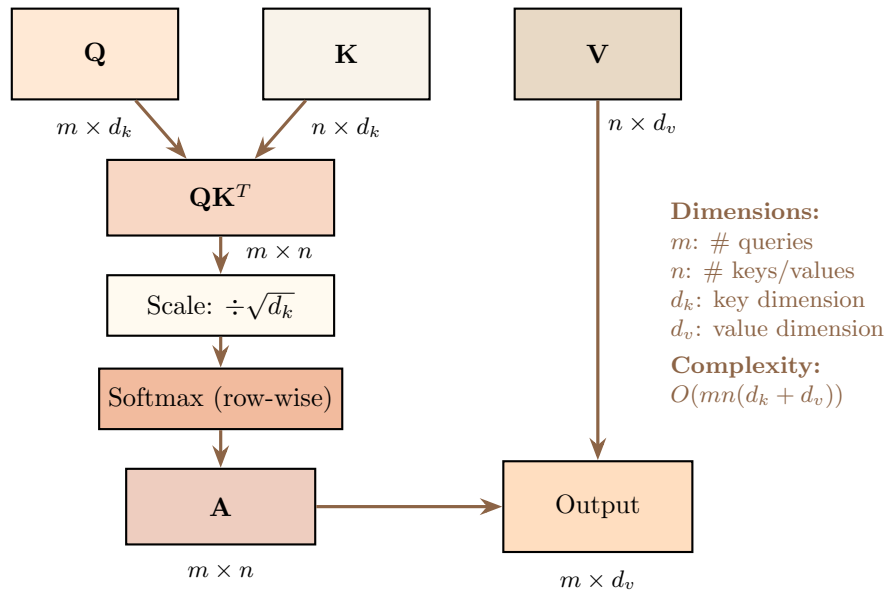 Q
K
V
m × d_k
n × d_k
n × d_v
QK^T
m × n
Scale: ÷√d_k
Softmax (row-wise)
A
Output
m × n
m × d_v
Dimensions:
m: # queries
n: # keys/values
d_k: key dimension
d_v: value dimension
Complexity:
O(mn(d_k + d_v))